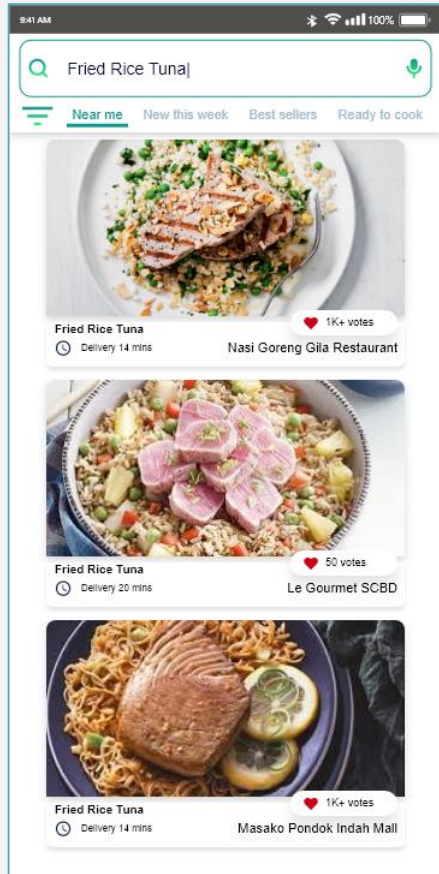 9:41 AM
100%
Fried Rice Tuna
Near me
New this week
Best sellers
Ready to cook
1K+ votes
Fried Rice Tuna
Delivery 14 mins
Nasi Goreng Gila Restaurant
50 votes
Fried Rice Tuna
Delivery 20 mins
Le Gourmet SCBD
1K+ votes
Fried Rice Tuna
Delivery 14 mins
Masako Pondok Indah Mall